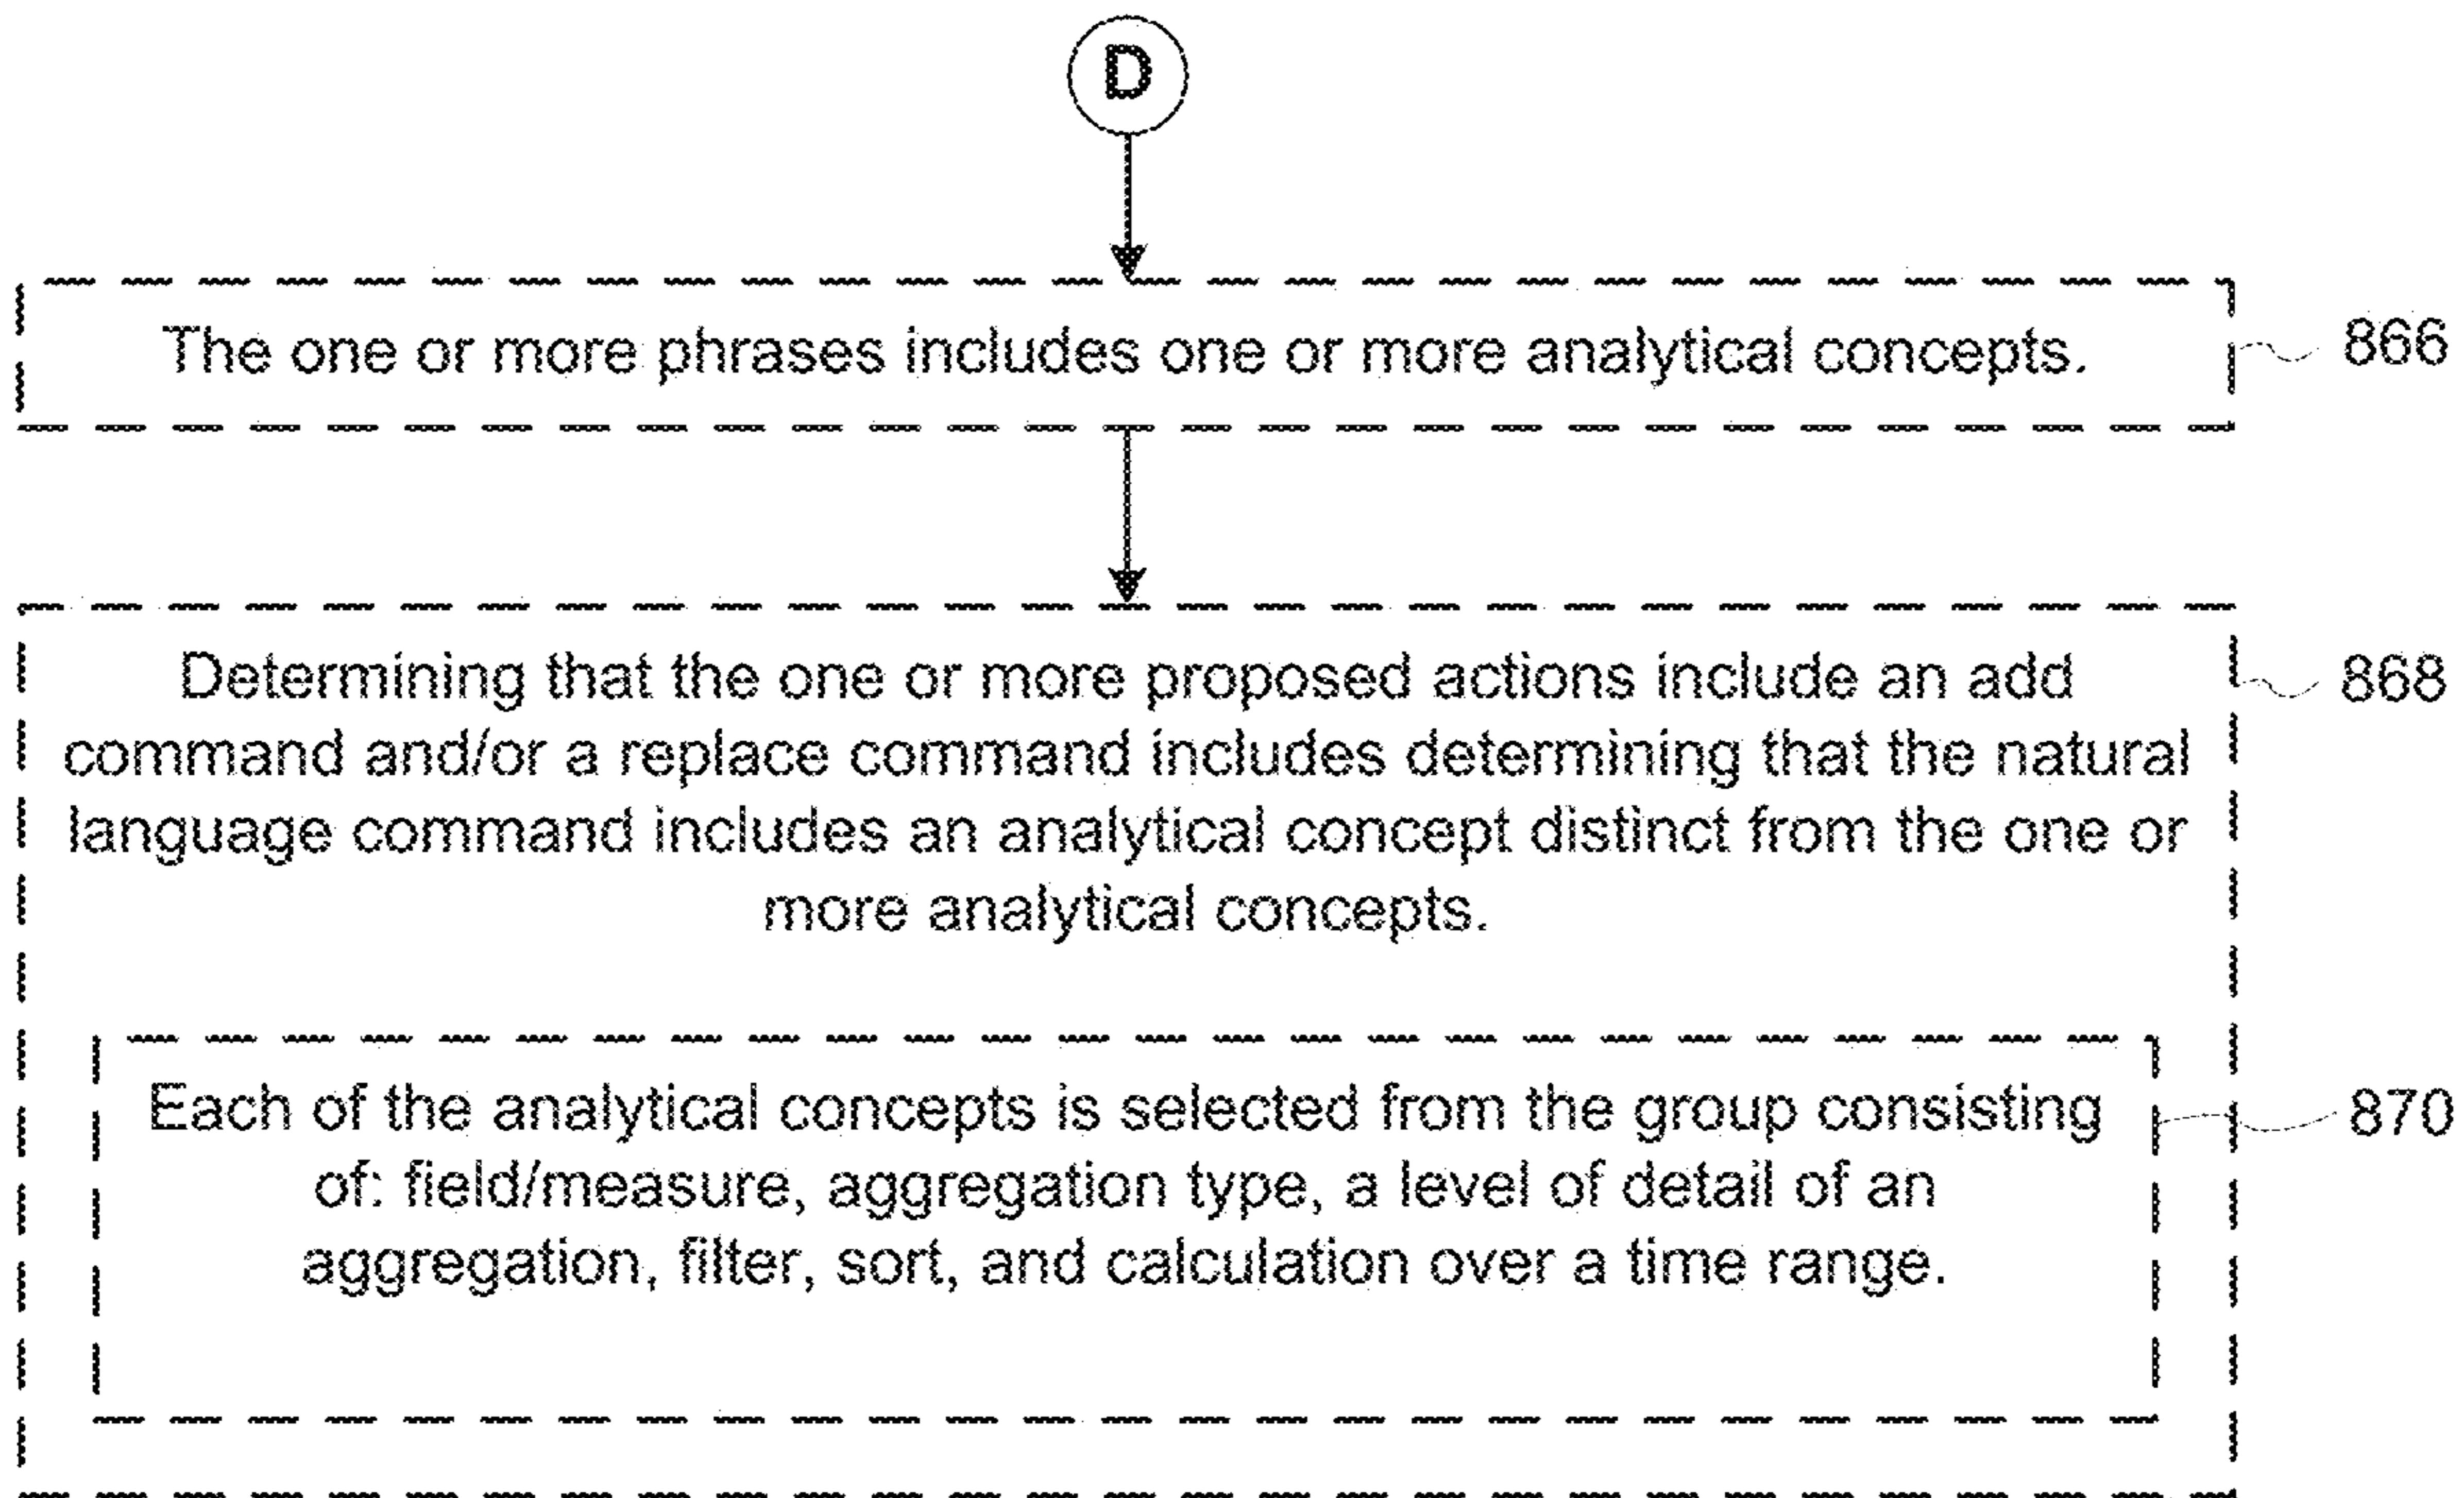 D
The one or more phrases includes one or more analytical concepts.
866
Determining that the one or more proposed actions include an add
868
command and/or a replace command includes determining that the natural
language command includes an analytical concept distinct from the one or
more analytical concepts.
Each of the analytical concepts is selected from the group consisting
870
of: field/measure, aggregation type, a level of detail of an
aggregation, filter, sort, and calculation over a time range.